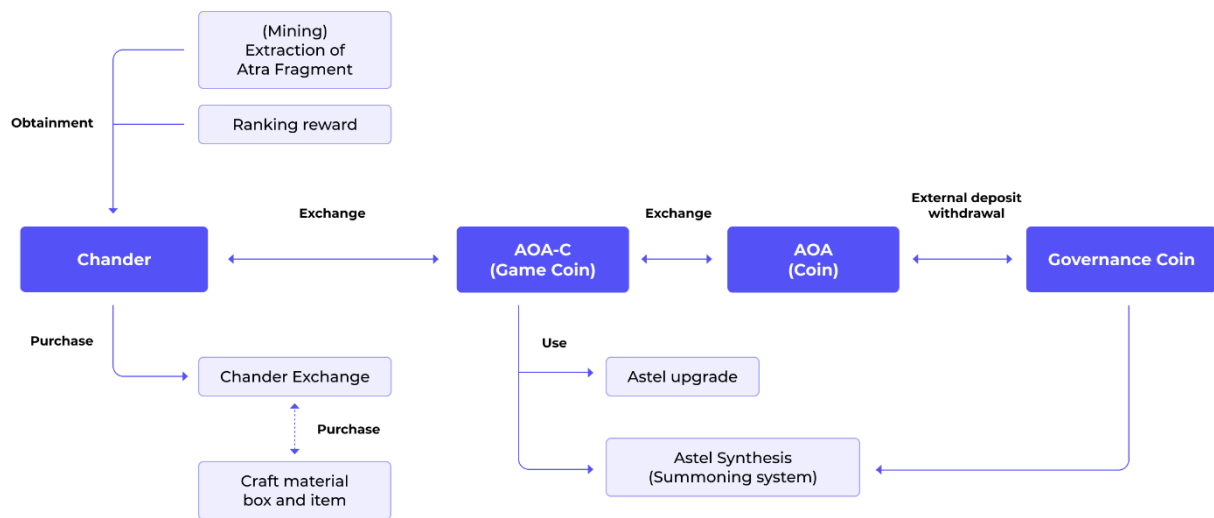 (Mining)
Extraction of
Atra Fragment
Obtainment
Ranking reward
Exchange
Exchange
External deposit
withdrawal
Chander
AOA-C
(Game Coin)
AOA
(Coin)
Governance Coin
Purchase
Use
Chander Exchange
Astel upgrade
Purchase
Craft material
box and item
Astel Synthesis
(Summoning system)